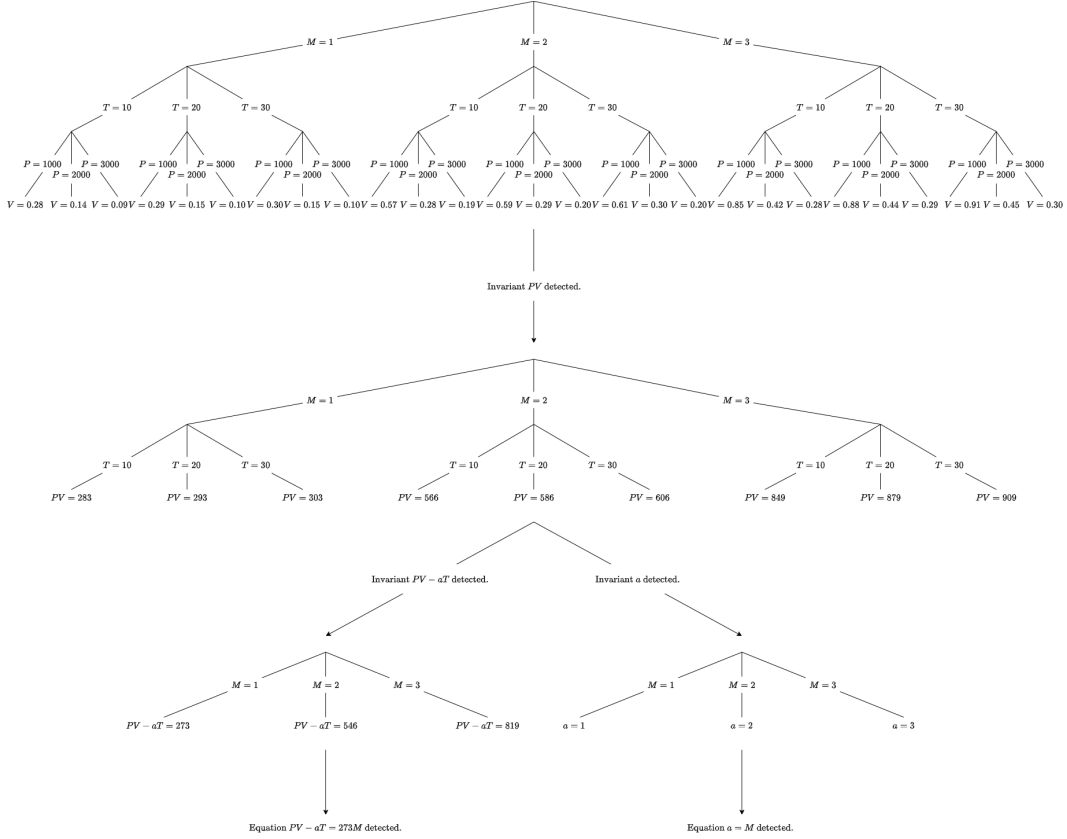 M = 1 M = 2 M = 3
T = 10 T = 20 T = 30 T = 10 T = 20 T = 30 T = 10 T = 20 T = 30
P = 1000 P = 3000 P = 1000 P = 3000 P = 1000 P = 3000 P = 1000 P = 3000 P = 1000 P = 3000 P = 1000 P = 3000 P = 1000 P = 3000 P = 1000 P = 3000 P = 1000 P = 3000
P = 2000 P = 2000 P = 2000 P = 2000 P = 2000 P = 2000 P = 2000 P = 2000 P = 2000
V = 0.28 V = 0.14 V = 0.09 V = 0.29 V = 0.15 V = 0.10 V = 0.30 V = 0.15 V = 0.10 V = 0.57 V = 0.28 V = 0.19 V = 0.59 V = 0.29 V = 0.20 V = 0.61 V = 0.30 V = 0.20 V = 0.85 V = 0.42 V = 0.28 V = 0.88 V = 0.44 V = 0.29 V = 0.91 V = 0.45 V = 0.30
Invariant PV detected.
M = 1 M = 2 M = 3
T = 10 T = 20 T = 30 T = 10 T = 20 T = 30 T = 10 T = 20 T = 30
PV = 283 PV = 293 PV = 303 PV = 566 PV = 586 PV = 606 PV = 849 PV = 879 PV = 909
Invariant PV − aT detected. Invariant a detected.
M = 1 M = 2 M = 3 M = 1 M = 2 M = 3
PV − aT = 273 PV − aT = 546 PV − aT = 819 a = 1 a = 2 a = 3
Equation PV − aT = 273M detected. Equation a = M detected.